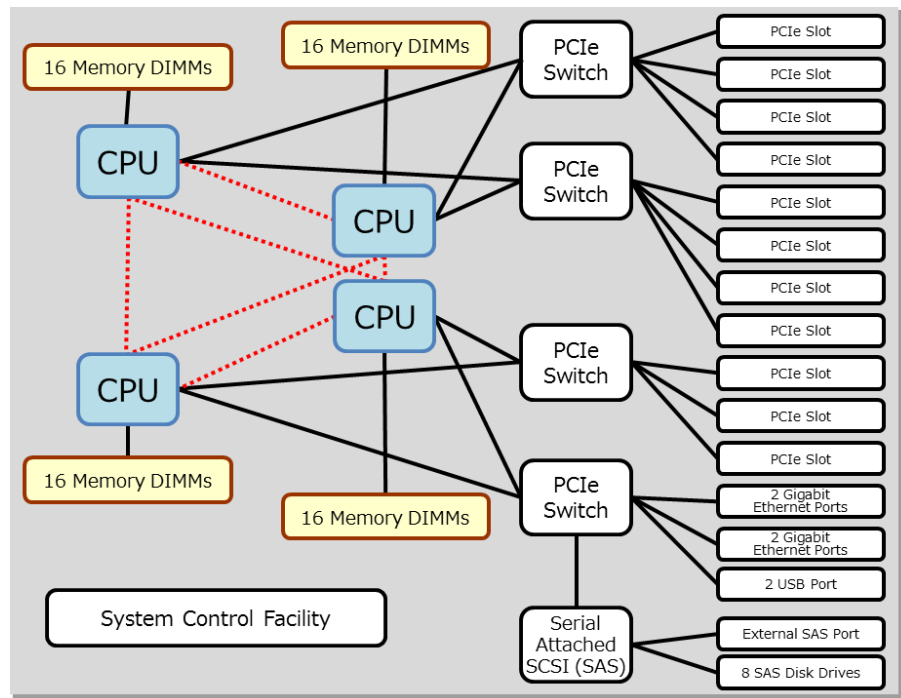 16 Memory DIMMs
16 Memory DIMMs
CPU
CPU
CPU
CPU
16 Memory DIMMs
16 Memory DIMMs
System Control Facility
PCIe
Switch
PCIe
Switch
PCIe
Switch
PCIe
Switch
Serial
Attached
SCSI (SAS)
PCIe Slot
PCIe Slot
PCIe Slot
PCIe Slot
PCIe Slot
PCIe Slot
PCIe Slot
PCIe Slot
PCIe Slot
PCIe Slot
PCIe Slot
2 Gigabit
Ethernet Ports
2 Gigabit
Ethernet Ports
2 USB Port
External SAS Port
8 SAS Disk Drives